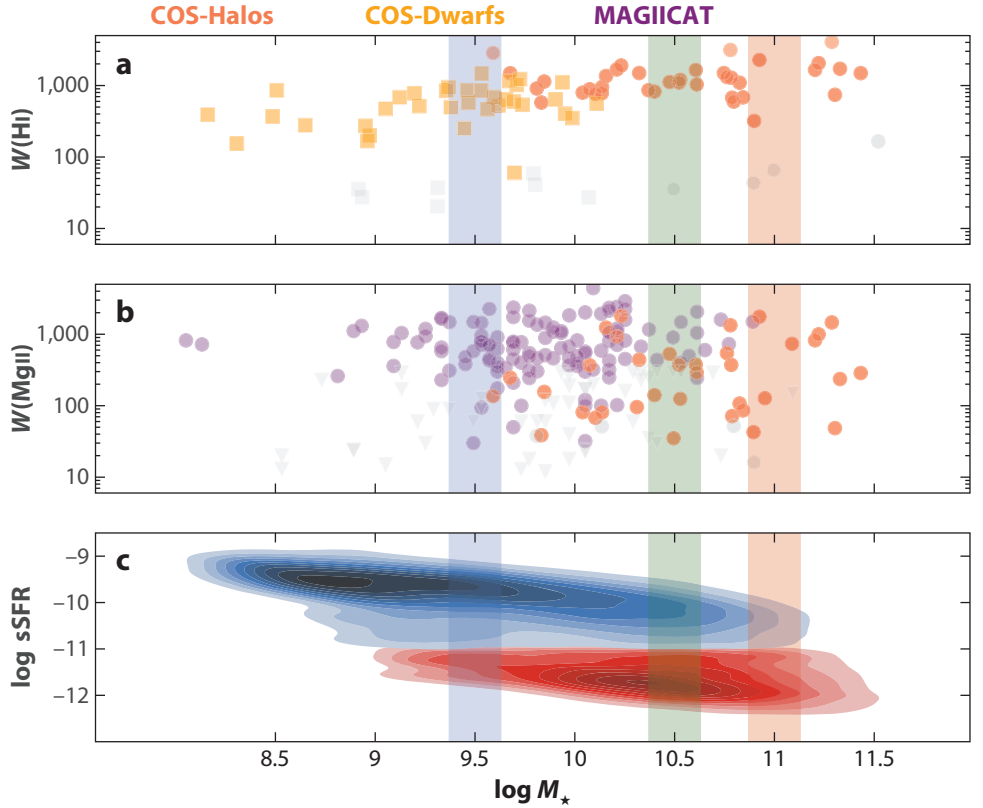 COS-Halos COS-Dwarfs MAGIICAT
a
W(HI)
1,000
100
10
b
W(MgII)
1,000
100
10
c
log sSFR
−9
−10
−11
−12
8.5 9 9.5 10 10.5 11 11.5
log M★